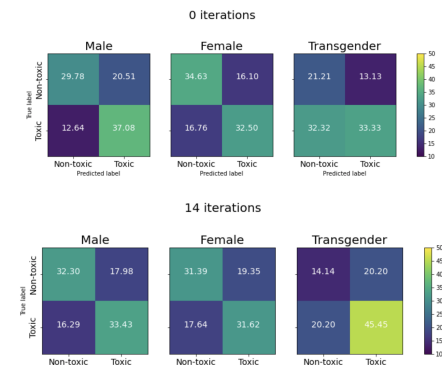 0 iterations
Male Female Transgender
Non-toxic 29.78 20.51 34.63 16.10 21.21 13.13
Toxic 12.64 37.08 16.76 32.50 32.32 33.33
True label
Non-toxic Toxic Non-toxic Toxic Non-toxic Toxic
Predicted label Predicted label Predicted label
50
45
40
35
30
25
20
15
10
14 iterations
Male Female Transgender
Non-toxic 32.30 17.98 31.39 19.35 14.14 20.20
Toxic 16.29 33.43 17.64 31.62 20.20 45.45
True label
Non-toxic Toxic Non-toxic Toxic Non-toxic Toxic
50
45
40
35
30
25
20
15
10